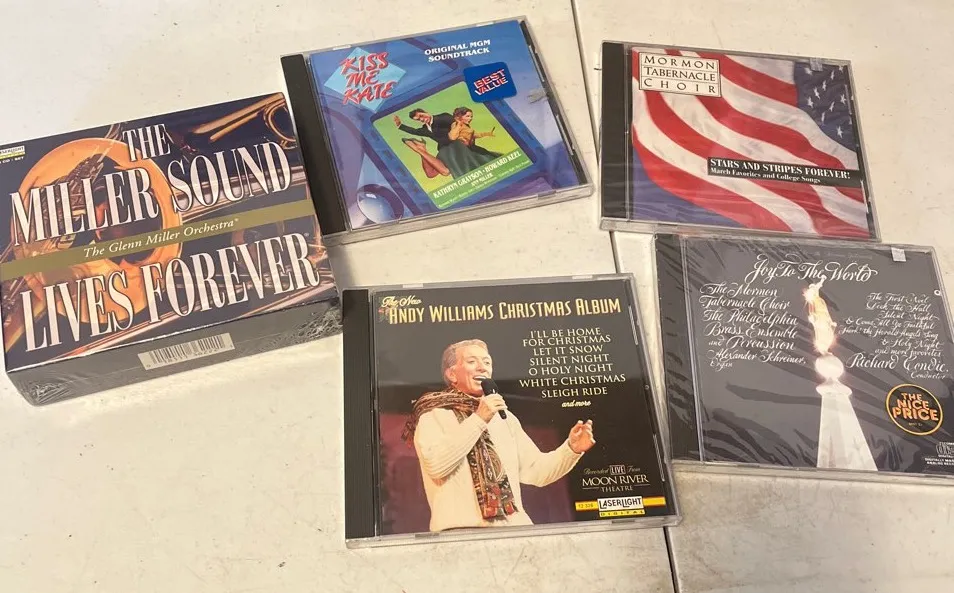 THE
MILLER SOUND
The Glenn Miller Orchestra™
LIVES FOREVER
KISS
ME
KATE
ORIGINAL MGM
SOUNDTRACK
BEST
VALUE
KATHRYN GRAYSON · HOWARD KEEL
ANN MILLER
MORMON
TABERNACLE
CHOIR
STARS AND STRIPES FOREVER!
March Favorites and College Songs
The New
ANDY WILLIAMS CHRISTMAS ALBUM
I'LL BE HOME
FOR CHRISTMAS
LET IT SNOW
SILENT NIGHT
O HOLY NIGHT
WHITE CHRISTMAS
SLEIGH RIDE
and more
Recorded LIVE From
MOON RIVER
THEATRE
LASERLIGHT
DIGITAL
Joy To The World
The Mormon
Tabernacle Choir
The Philadelphia
Brass Ensemble
and Percussion
Alexander Schreiner,
Organ
The First Noel
Deck the Hall
Silent Night
O Come All Ye Faithful
Hark the Herald Angels Sing
O Holy Night
and more favorites
Richard Condie,
Conductor
THE
NICE
PRICE